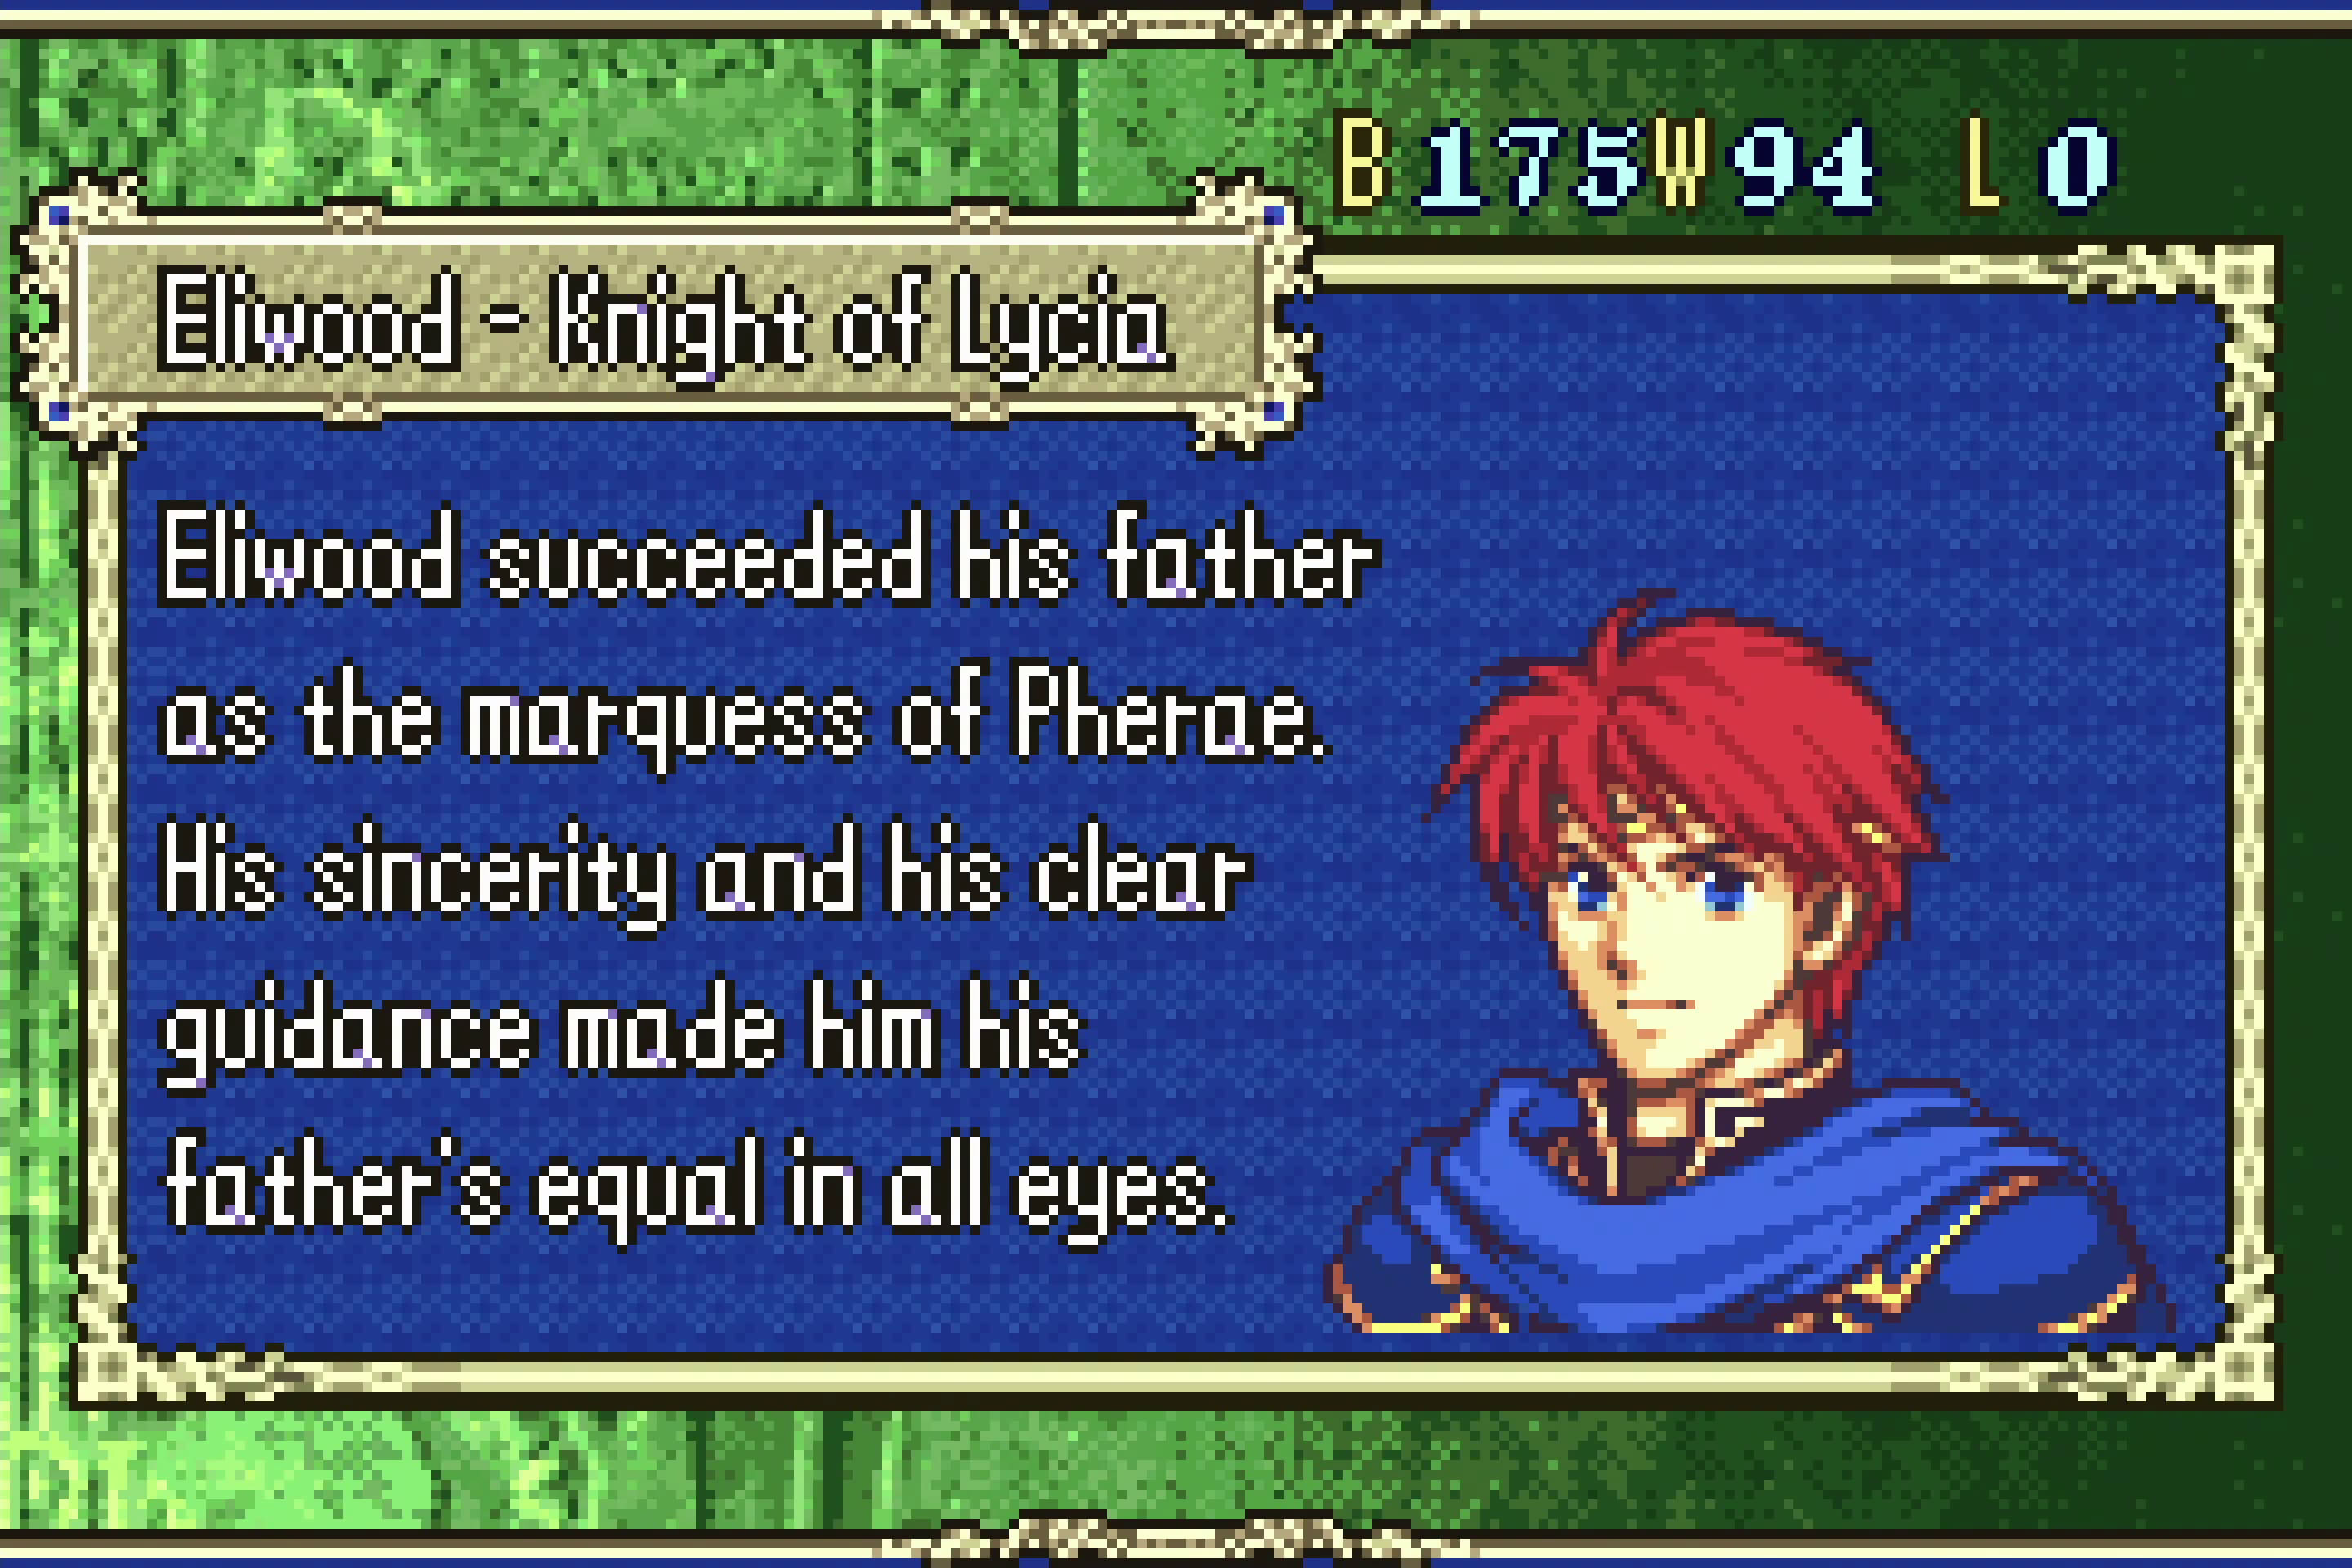 B 175 W 94 L 0
Eliwood - Knight of Lycia
Eliwood succeeded his father
as the marquess of Pherae.
His sincerity and his clear
guidance made him his
father's equal in all eyes.